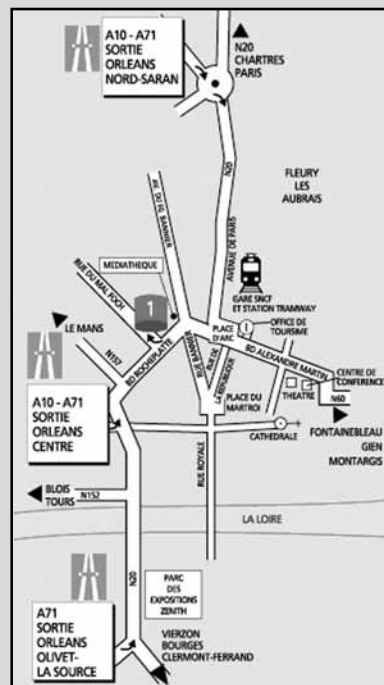 A10 - A71
SORTIE
ORLEANS
NORD-SARAN
N20
CHARTRES
PARIS
N20
FLEURY
LES
AUBRAIS
AV. DU FG. BANNIER
AVENUE DE PARIS
MEDIATHEQUE
RUE DU MAL FOCH
1
GARE SNCF
ET STATION TRAMWAY
OFFICE DE
TOURSIME
I
PLACE
D'ARC
LE MANS
N157
BD ROCHEPLATTE
RUE BANNIER
RUE DE
LA REPUBLIQUE
BD ALEXANDRE MARTIN
CENTRE DE
CONFERENCE
THEATRE
N60
A10 - A71
SORTIE
ORLEANS
CENTRE
PLACE DU
MARTROI
CATHEDRALE
FONTAINEBLEAU
GIEN
MONTARGIS
RUE ROYALE
BLOIS
TOURS
N152
LA LOIRE
N20
PARC
DES
EXPOSITIONS
ZENITH
A71
SORTIE
ORLEANS
OLIVET-
LA SOURCE
VIERZON
BOURGES
CLERMONT-FERRAND